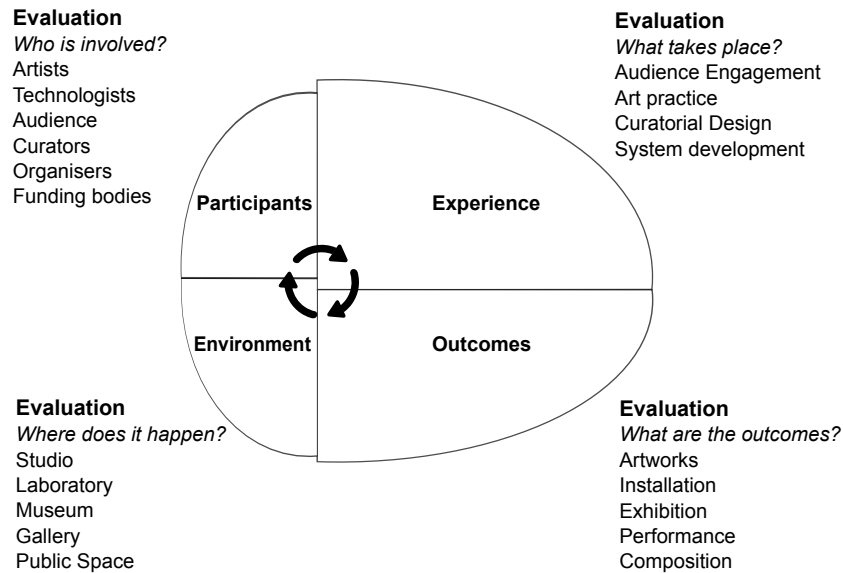 Evaluation
Who is involved?
Artists
Technologists
Audience
Curators
Organisers
Funding bodies
Evaluation
What takes place?
Audience Engagement
Art practice
Curatorial Design
System development
Participants
Experience
Environment
Outcomes
Evaluation
Where does it happen?
Studio
Laboratory
Museum
Gallery
Public Space
Evaluation
What are the outcomes?
Artworks
Installation
Exhibition
Performance
Composition